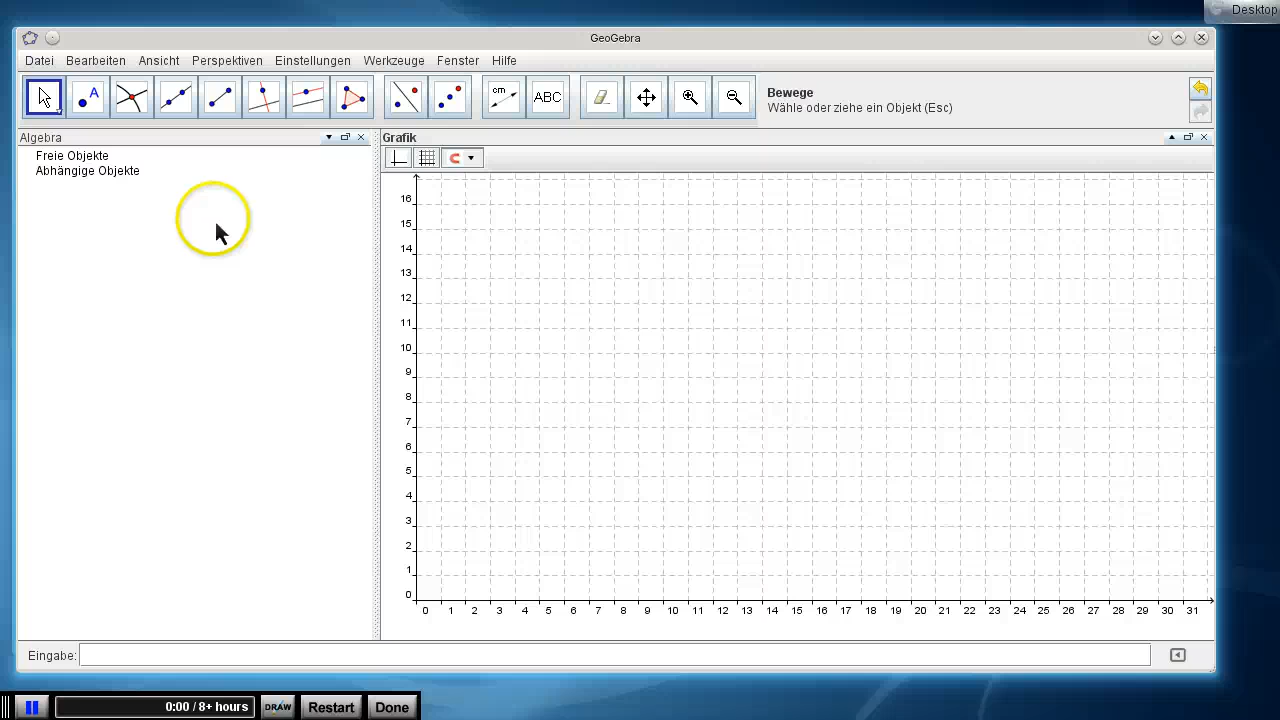 Desktop
GeoGebra
Datei Bearbeiten Ansicht Perspektiven Einstellungen Werkzeuge Fenster Hilfe
A cm ABC
Bewege
Wähle oder ziehe ein Objekt (Esc)
Algebra
Grafik
Freie Objekte
Abhängige Objekte
16
15
14
13
12
11
10
9
8
7
6
5
4
3
2
1
0
0 1 2 3 4 5 6 7 8 9 10 11 12 13 14 15 16 17 18 19 20 21 22 23 24 25 26 27 28 29 30 31
Eingabe:
0:00 / 8+ hours DRAW Restart Done